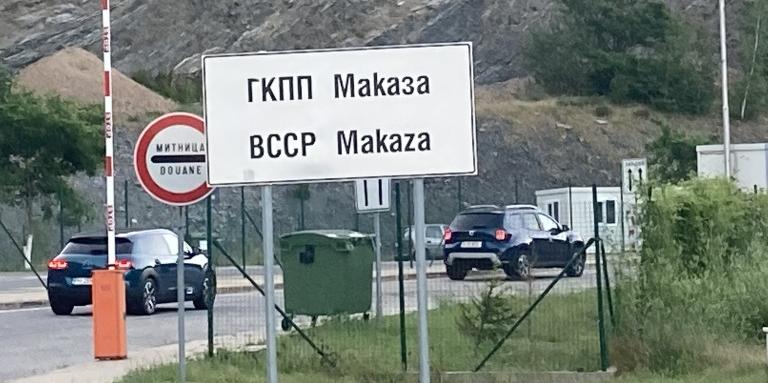 ГКПП Маказа
BCCP Makaza
МИТНИЦА
DOUANE